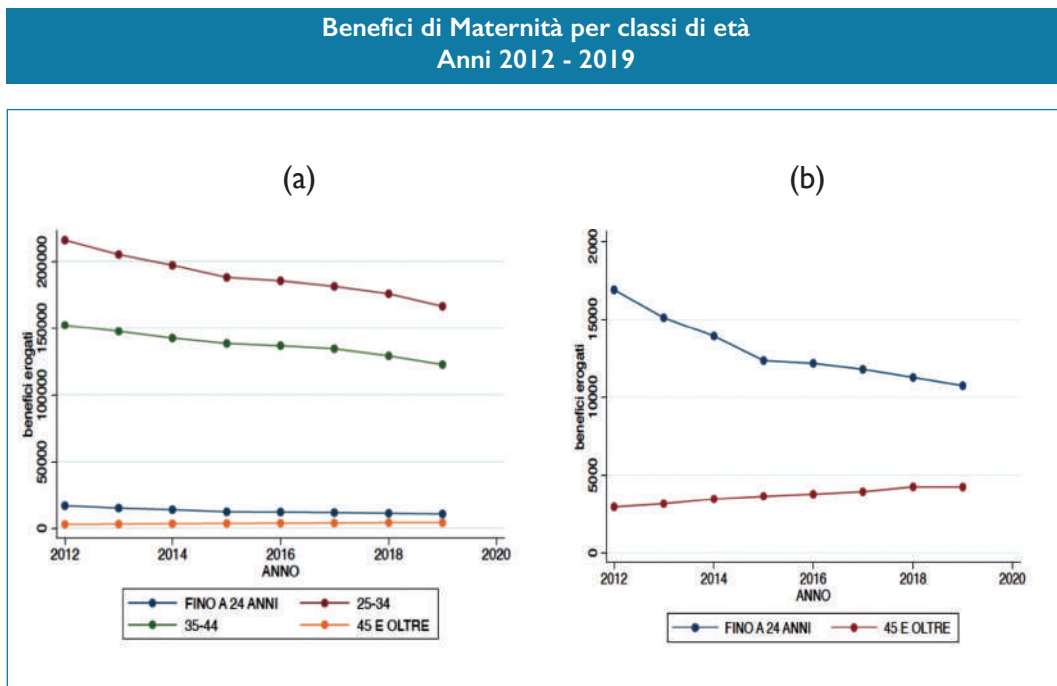 Benefici di Maternità per classi di età
Anni 2012 - 2019
(a)
benefici erogati
200000
150000
100000
50000
0
2012
2014
2016
2018
2020
ANNO
FINO A 24 ANNI
25-34
35-44
45 E OLTRE
(b)
benefici erogati
20000
15000
10000
5000
0
2012
2014
2016
2018
2020
ANNO
FINO A 24 ANNI
45 E OLTRE